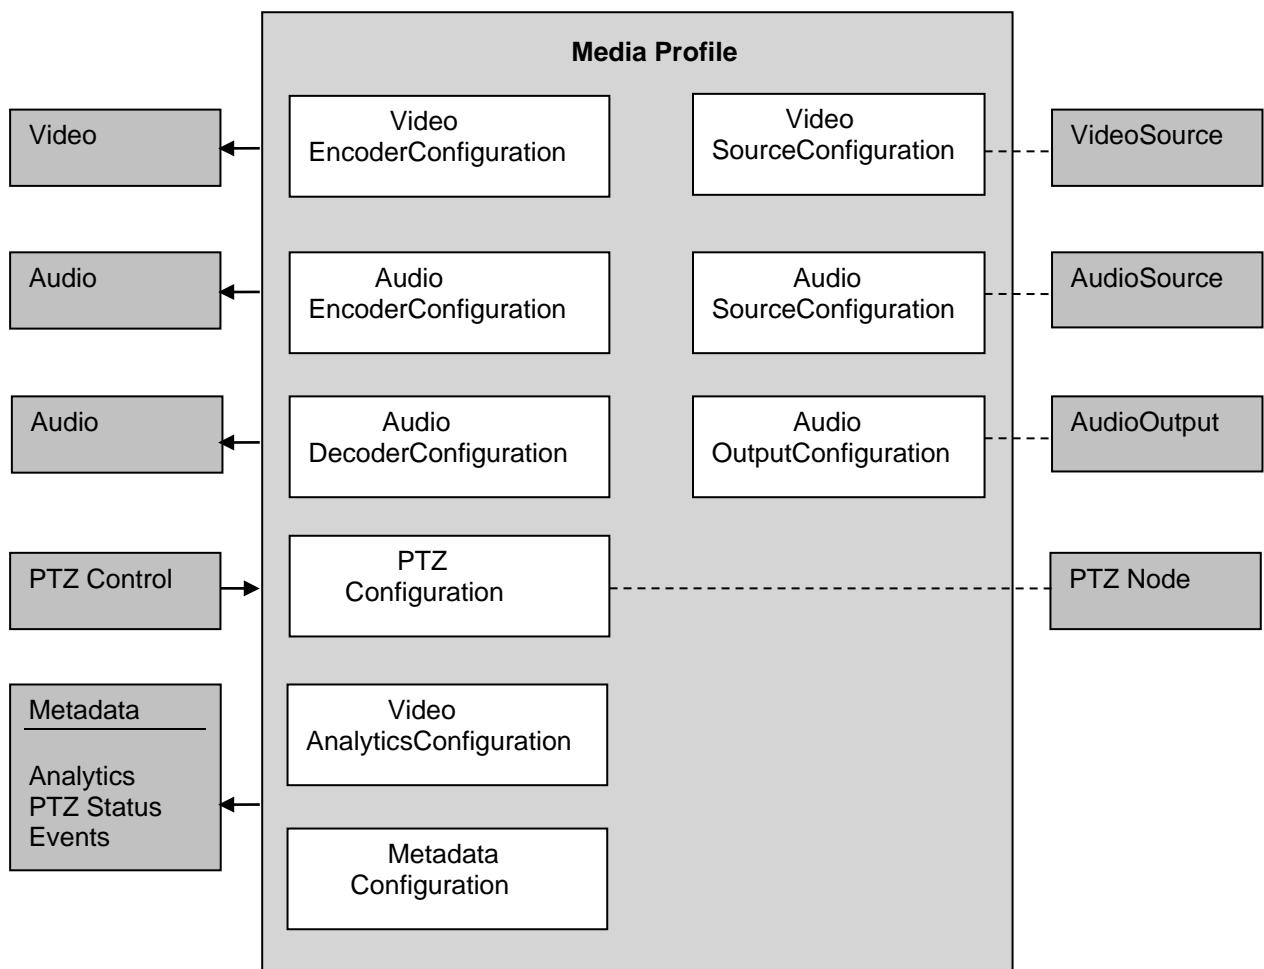 Media Profile
Video
Video
EncoderConfiguration
Video
SourceConfiguration
VideoSource
Audio
Audio
EncoderConfiguration
Audio
SourceConfiguration
AudioSource
Audio
Audio
DecoderConfiguration
Audio
OutputConfiguration
AudioOutput
PTZ Control
PTZ
Configuration
PTZ Node
Metadata
Analytics
PTZ Status
Events
Video
AnalyticsConfiguration
Metadata
Configuration